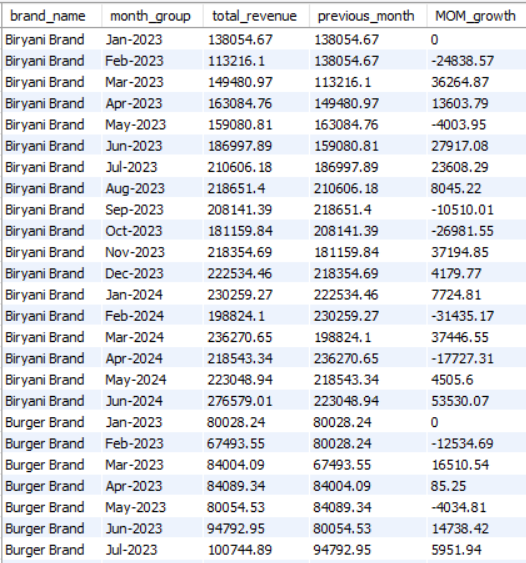 brand_name month_group total_revenue previous_month MOM_growth
Biryani Brand Jan-2023 138054.67 138054.67 0
Biryani Brand Feb-2023 113216.1 138054.67 -24838.57
Biryani Brand Mar-2023 149480.97 113216.1 36264.87
Biryani Brand Apr-2023 163084.76 149480.97 13603.79
Biryani Brand May-2023 159080.81 163084.76 -4003.95
Biryani Brand Jun-2023 186997.89 159080.81 27917.08
Biryani Brand Jul-2023 210606.18 186997.89 23608.29
Biryani Brand Aug-2023 218651.4 210606.18 8045.22
Biryani Brand Sep-2023 208141.39 218651.4 -10510.01
Biryani Brand Oct-2023 181159.84 208141.39 -26981.55
Biryani Brand Nov-2023 218354.69 181159.84 37194.85
Biryani Brand Dec-2023 222534.46 218354.69 4179.77
Biryani Brand Jan-2024 230259.27 222534.46 7724.81
Biryani Brand Feb-2024 198824.1 230259.27 -31435.17
Biryani Brand Mar-2024 236270.65 198824.1 37446.55
Biryani Brand Apr-2024 218543.34 236270.65 -17727.31
Biryani Brand May-2024 223048.94 218543.34 4505.6
Biryani Brand Jun-2024 276579.01 223048.94 53530.07
Burger Brand Jan-2023 80028.24 80028.24 0
Burger Brand Feb-2023 67493.55 80028.24 -12534.69
Burger Brand Mar-2023 84004.09 67493.55 16510.54
Burger Brand Apr-2023 84089.34 84004.09 85.25
Burger Brand May-2023 80054.53 84089.34 -4034.81
Burger Brand Jun-2023 94792.95 80054.53 14738.42
Burger Brand Jul-2023 100744.89 94792.95 5951.94